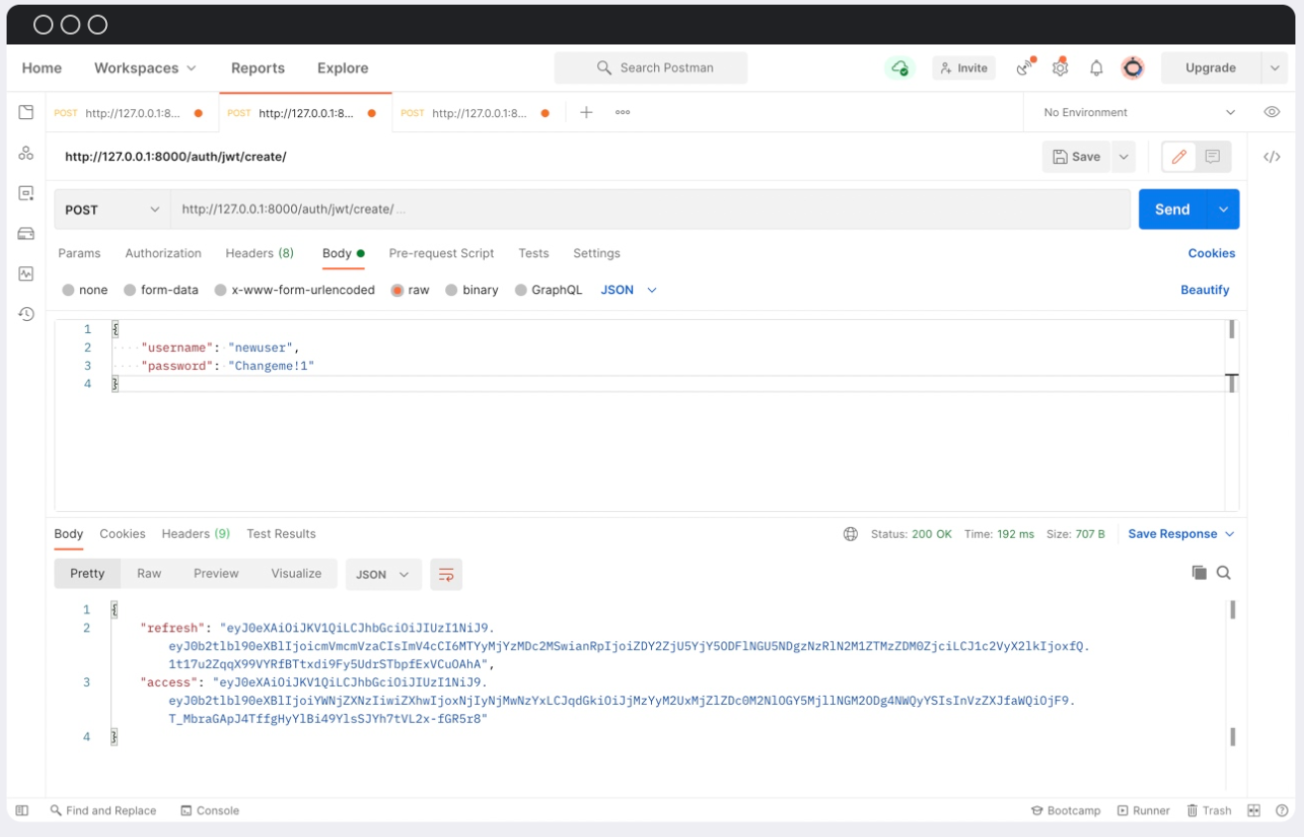 Home Workspaces Reports Explore Search Postman Invite Upgrade
POST http://127.0.0.1:8... POST http://127.0.0.1:8... POST http://127.0.0.1:8... No Environment
http://127.0.0.1:8000/auth/jwt/create/ Save
POST http://127.0.0.1:8000/auth/jwt/create/ ... Send
Params Authorization Headers (8) Body Pre-request Script Tests Settings Cookies
none form-data x-www-form-urlencoded raw binary GraphQL JSON Beautify
1 {
2 "username": "newuser",
3 "password": "Changeme!1"
4 }
Body Cookies Headers (9) Test Results Status: 200 OK Time: 192 ms Size: 707 B Save Response
Pretty Raw Preview Visualize JSON
1 {
2 "refresh": "eyJ0eXAiOiJKV1QiLCJhbGciOiJIUzI1NiJ9.
eyJ0b2tlbl90eXBlIjoicmVmcmVzaCIsImV4cCI6MTYyMjYzMDc2MSwianRpIjoiZDY2ZjU5YjY5ODFlNGU5NDgzNzRlN2M1ZTMzZDM0ZjciLCJ1c2VyX2lkIjoxfQ.
1t17u2ZqqX99VYRfBTtxdi9Fy5UdrSTbpfExVCuOAhA",
3 "access": "eyJ0eXAiOiJKV1QiLCJhbGciOiJIUzI1NiJ9.
eyJ0b2tlbl90eXBlIjoiYWNjZXNzIiwiZXhwIjoxNjIyNjMwNzYxLCJqdGkiOiJjMzYyM2UxMjZlZDc0M2NlOGY5MjllNGM2ODg4NWQyYSIsInVzZXJfaWQiOjF9.
T_MbraGApJ4TffgHyYlBi49YlsSJYh7tVL2x-fGR5r8"
4 }
Find and Replace Console Bootcamp Runner Trash